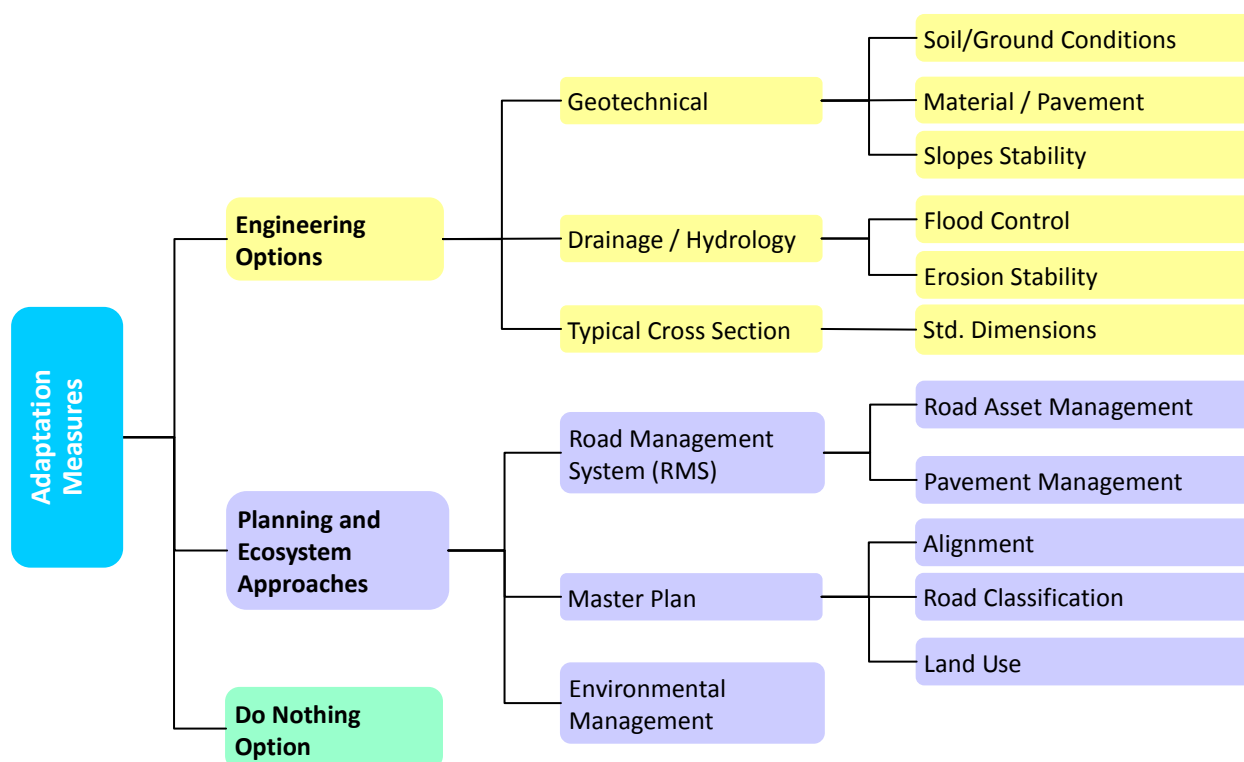 Adaptation
Measures
Engineering
Options
Geotechnical
Soil/Ground Conditions
Material / Pavement
Slopes Stability
Drainage / Hydrology
Flood Control
Erosion Stability
Typical Cross Section
Std. Dimensions
Planning and
Ecosystem
Approaches
Road Management
System (RMS)
Road Asset Management
Pavement Management
Master Plan
Alignment
Road Classification
Land Use
Environmental
Management
Do Nothing
Option